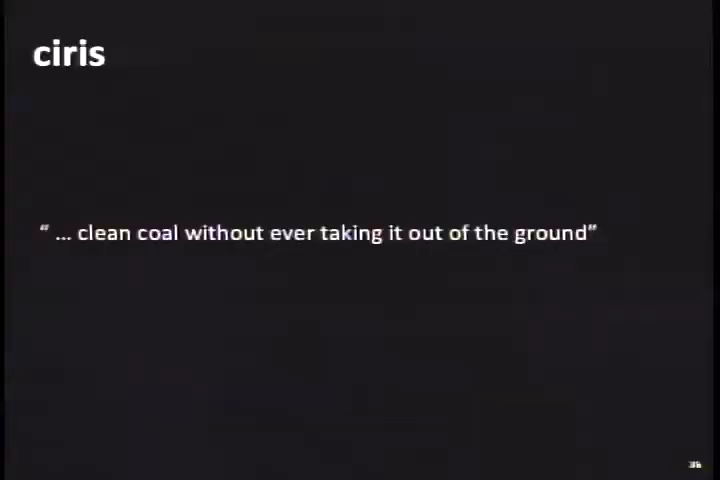 ciris
“ ... clean coal without ever taking it out of the ground”